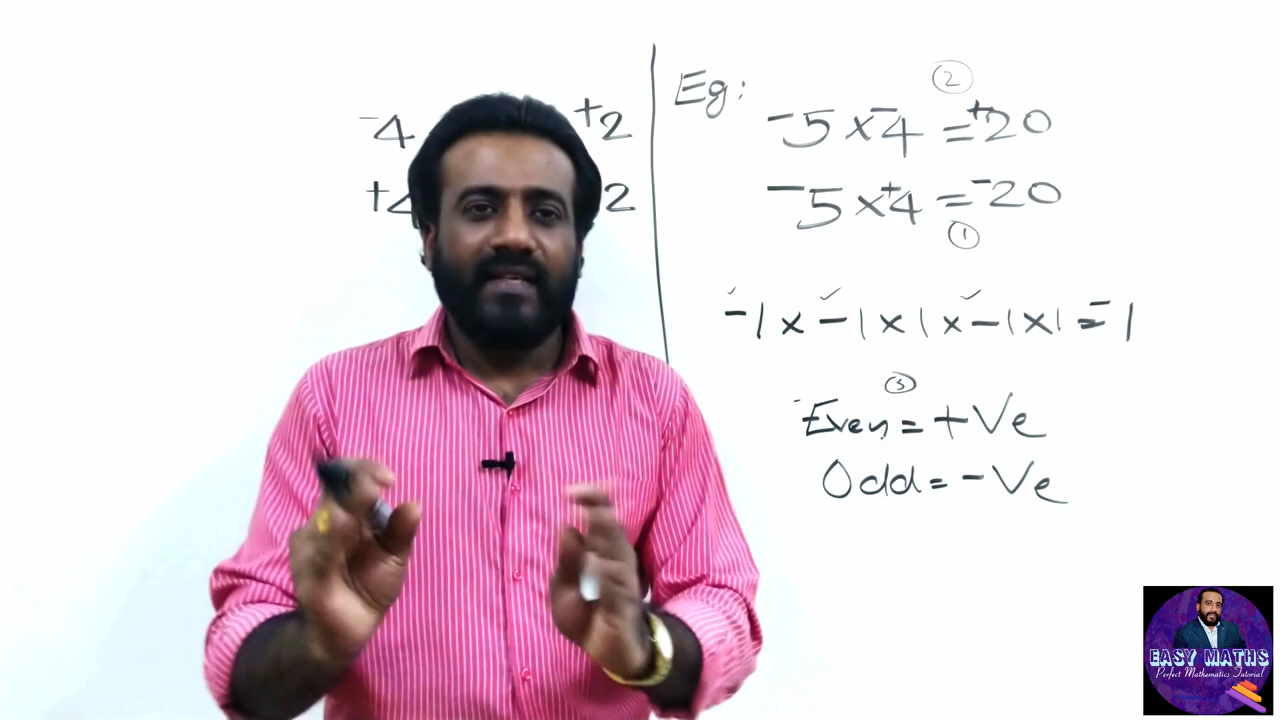 -4 +2
+4 2
Eg:
②
-5 x -4 = +20
-5 x +4 = -20
①
-1 x -1 x 1 x -1 x 1 = -1
③
Even = +Ve
Odd = -Ve
EASY MATHS
Perfect Mathematics Tutorial